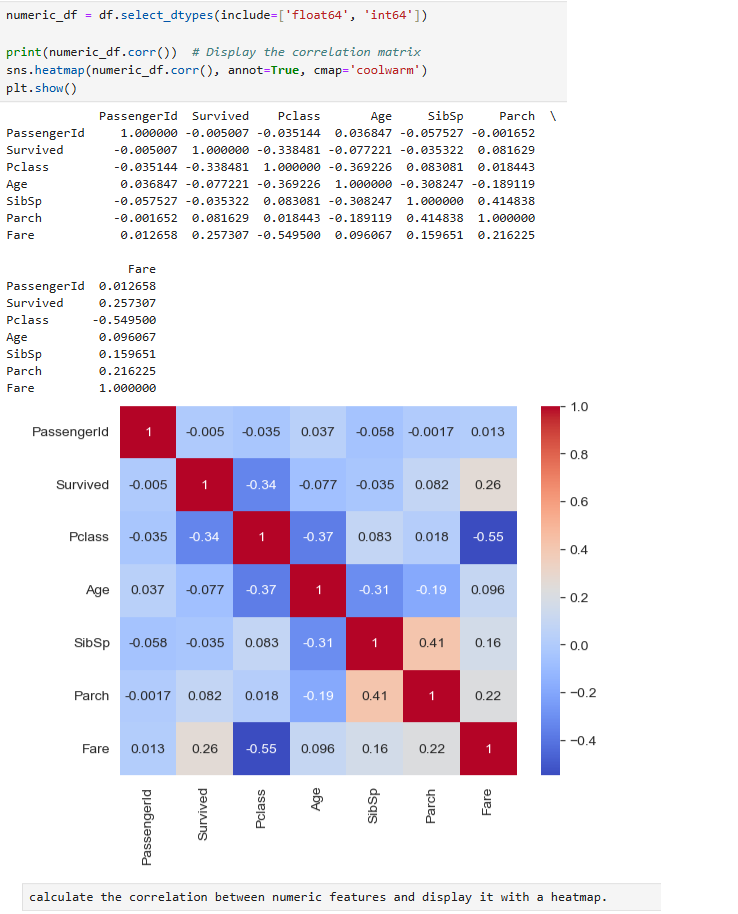 numeric_df = df.select_dtypes(include=['float64', 'int64'])
print(numeric_df.corr())  # Display the correlation matrix
sns.heatmap(numeric_df.corr(), annot=True, cmap='coolwarm')
plt.show()
PassengerId Survived Pclass Age SibSp Parch \
PassengerId 1.000000 -0.005007 -0.035144 0.036847 -0.057527 -0.001652
Survived -0.005007 1.000000 -0.338481 -0.077221 -0.035322 0.081629
Pclass -0.035144 -0.338481 1.000000 -0.369226 0.083081 0.018443
Age 0.036847 -0.077221 -0.369226 1.000000 -0.308247 -0.189119
SibSp -0.057527 -0.035322 0.083081 -0.308247 1.000000 0.414838
Parch -0.001652 0.081629 0.018443 -0.189119 0.414838 1.000000
Fare 0.012658 0.257307 -0.549500 0.096067 0.159651 0.216225
Fare
PassengerId 0.012658
Survived 0.257307
Pclass -0.549500
Age 0.096067
SibSp 0.159651
Parch 0.216225
Fare 1.000000
PassengerId 1 -0.005 -0.035 0.037 -0.058 -0.0017 0.013
Survived -0.005 1 -0.34 -0.077 -0.035 0.082 0.26
Pclass -0.035 -0.34 1 -0.37 0.083 0.018 -0.55
Age 0.037 -0.077 -0.37 1 -0.31 -0.19 0.096
SibSp -0.058 -0.035 0.083 -0.31 1 0.41 0.16
Parch -0.0017 0.082 0.018 -0.19 0.41 1 0.22
Fare 0.013 0.26 -0.55 0.096 0.16 0.22 1
PassengerId Survived Pclass Age SibSp Parch Fare
1.0
0.8
0.6
0.4
0.2
0.0
−0.2
−0.4
calculate the correlation between numeric features and display it with a heatmap.